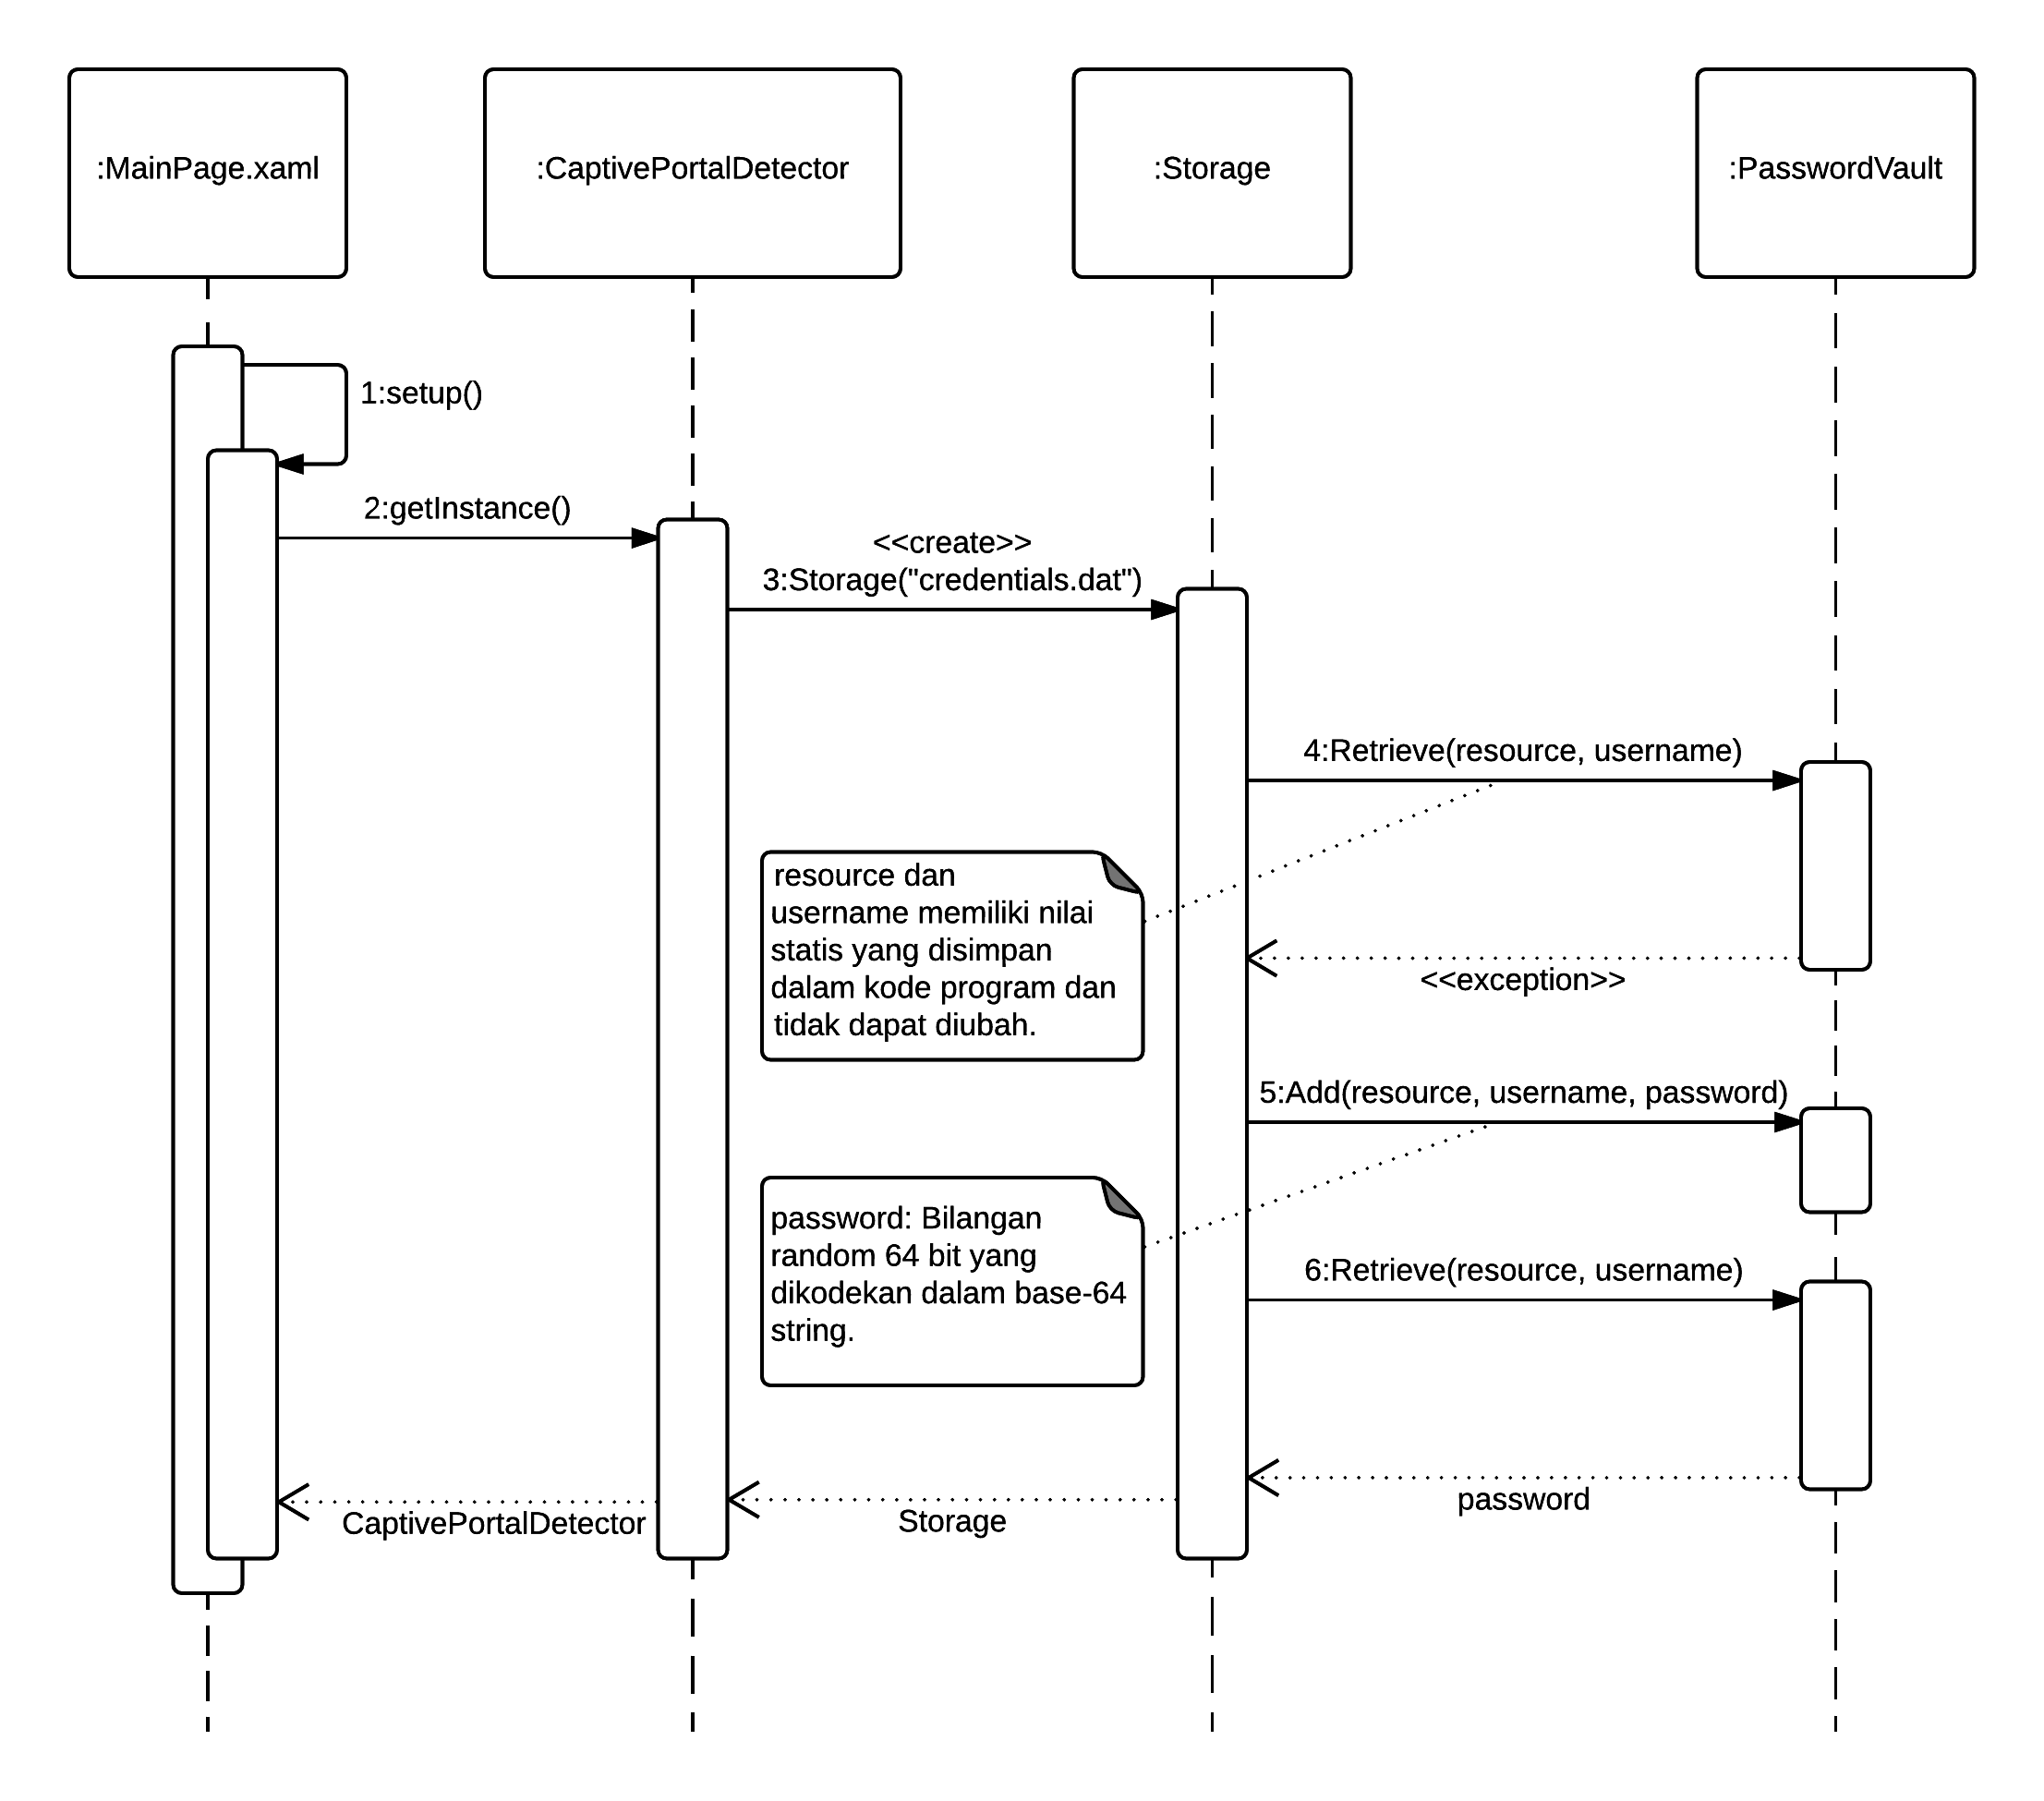 :MainPage.xaml
:CaptivePortalDetector
:Storage
:PasswordVault
1:setup()
2:getInstance()
<<create>>
3:Storage("credentials.dat")
4:Retrieve(resource, username)
resource dan
username memiliki nilai
statis yang disimpan
dalam kode program dan
tidak dapat diubah.
<<exception>>
5:Add(resource, username, password)
password: Bilangan
random 64 bit yang
dikodekan dalam base-64
string.
6:Retrieve(resource, username)
password
Storage
CaptivePortalDetector